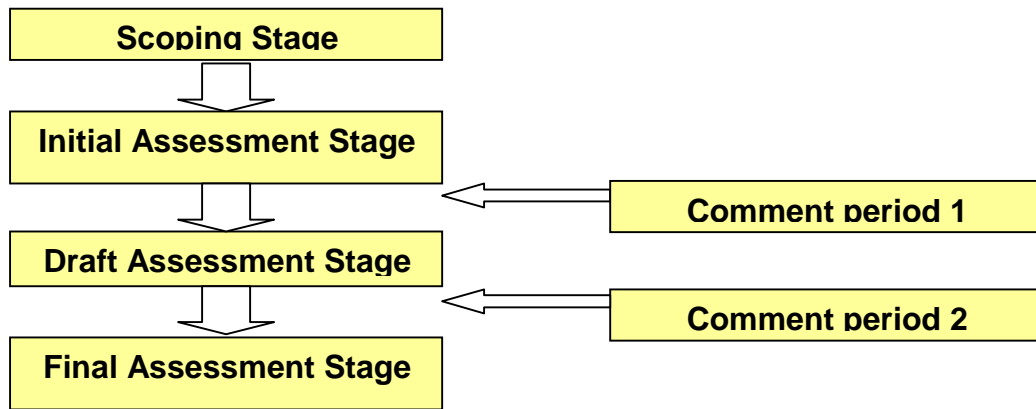 Scoping Stage
Initial Assessment Stage
Comment period 1
Draft Assessment Stage
Comment period 2
Final Assessment Stage